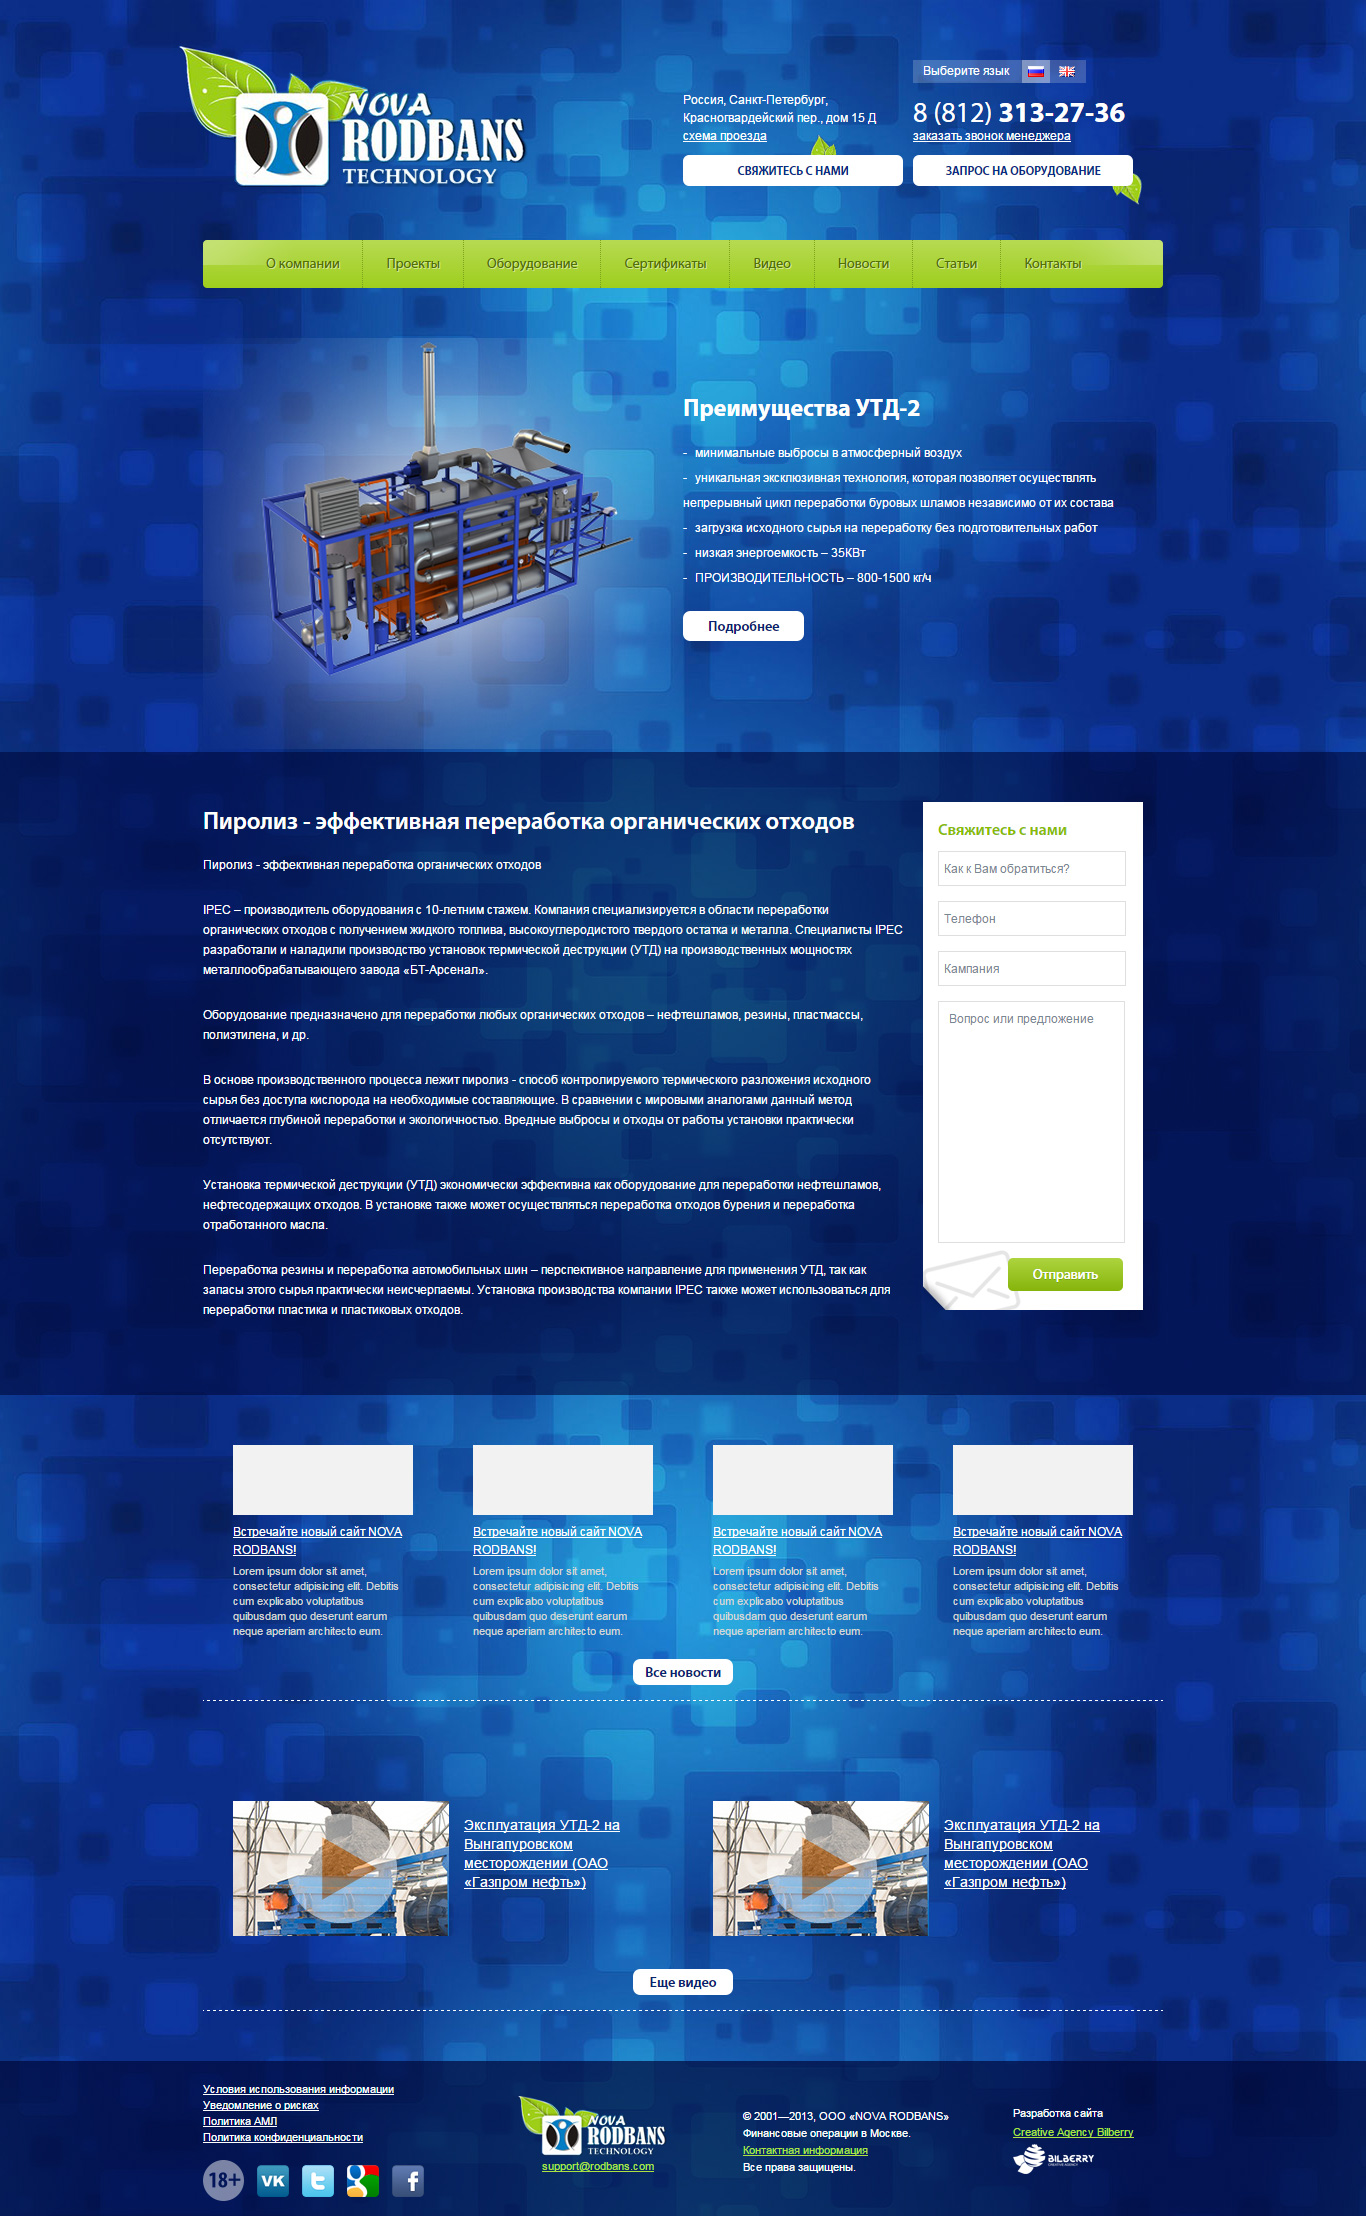 Выберите язык
NOVA
RODBANS
TECHNOLOGY
Россия, Санкт-Петербург,
Красногвардейский пер., дом 15 Д
схема проезда
8 (812) 313-27-36
заказать звонок менеджера
СВЯЖИТЕСЬ С НАМИ
ЗАПРОС НА ОБОРУДОВАНИЕ
О компании
Проекты
Оборудование
Сертификаты
Видео
Новости
Статьи
Контакты
Преимущества УТД-2
- минимальные выбросы в атмосферный воздух
- уникальная эксклюзивная технология, которая позволяет осуществлять
непрерывный цикл переработки буровых шламов независимо от их состава
- загрузка исходного сырья на переработку без подготовительных работ
- низкая энергоемкость – 35КВт
- ПРОИЗВОДИТЕЛЬНОСТЬ – 800-1500 кг/ч
Подробнее
Пиролиз - эффективная переработка органических отходов
Пиролиз - эффективная переработка органических отходов
IPEC – производитель оборудования с 10-летним стажем. Компания специализируется в области переработки
органических отходов с получением жидкого топлива, высокоуглеродистого твердого остатка и металла. Специалисты IPEC
разработали и наладили производство установок термической деструкции (УТД) на производственных мощностях
металлообрабатывающего завода «БТ-Арсенал».
Оборудование предназначено для переработки любых органических отходов – нефтешламов, резины, пластмассы,
полиэтилена, и др.
В основе производственного процесса лежит пиролиз - способ контролируемого термического разложения исходного
сырья без доступа кислорода на необходимые составляющие. В сравнении с мировыми аналогами данный метод
отличается глубиной переработки и экологичностью. Вредные выбросы и отходы от работы установки практически
отсутствуют.
Установка термической деструкции (УТД) экономически эффективна как оборудование для переработки нефтешламов,
нефтесодержащих отходов. В установке также может осуществляться переработка отходов бурения и переработка
отработанного масла.
Переработка резины и переработка автомобильных шин – перспективное направление для применения УТД, так как
запасы этого сырья практически неисчерпаемы. Установка производства компании IPEC также может использоваться для
переработки пластика и пластиковых отходов.
Свяжитесь с нами
Как к Вам обратиться?
Телефон
Кампания
Вопрос или предложение
Отправить
Встречайте новый сайт NOVA
RODBANS!
Lorem ipsum dolor sit amet,
consectetur adipisicing elit. Debitis
cum explicabo voluptatibus
quibusdam quo deserunt earum
neque aperiam architecto eum.
Встречайте новый сайт NOVA
RODBANS!
Lorem ipsum dolor sit amet,
consectetur adipisicing elit. Debitis
cum explicabo voluptatibus
quibusdam quo deserunt earum
neque aperiam architecto eum.
Встречайте новый сайт NOVA
RODBANS!
Lorem ipsum dolor sit amet,
consectetur adipisicing elit. Debitis
cum explicabo voluptatibus
quibusdam quo deserunt earum
neque aperiam architecto eum.
Встречайте новый сайт NOVA
RODBANS!
Lorem ipsum dolor sit amet,
consectetur adipisicing elit. Debitis
cum explicabo voluptatibus
quibusdam quo deserunt earum
neque aperiam architecto eum.
Все новости
Эксплуатация УТД-2 на
Вынгапуровском
месторождении (ОАО
«Газпром нефть»)
Эксплуатация УТД-2 на
Вынгапуровском
месторождении (ОАО
«Газпром нефть»)
Еще видео
Условия использования информации
Уведомление о рисках
Политика АМЛ
Политика конфиденциальности
18+
NOVA
RODBANS
TECHNOLOGY
support@rodbans.com
© 2001—2013, ООО «NOVA RODBANS»
Финансовые операции в Москве.
Контактная информация
Все права защищены.
Разработка сайта
Creative Agency Bilberry
BILBERRY